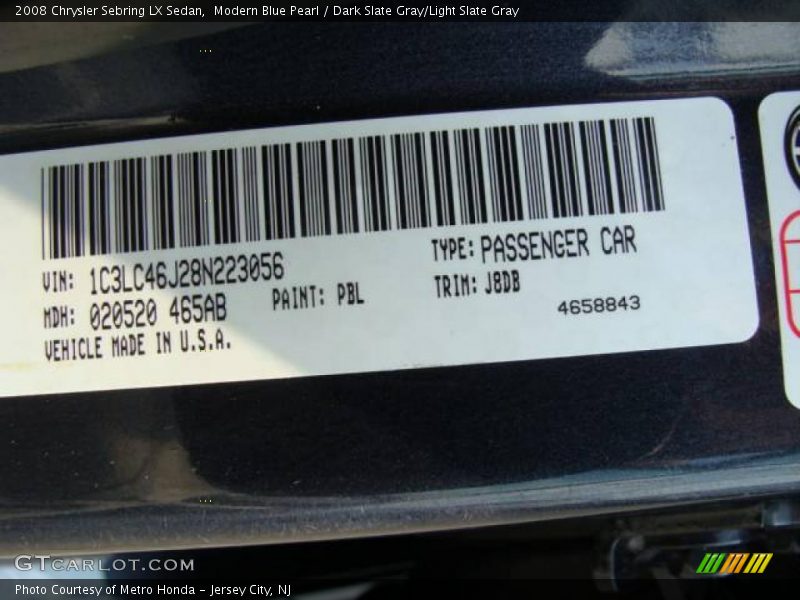 2008 Chrysler Sebring LX Sedan,  Modern Blue Pearl / Dark Slate Gray/Light Slate Gray
VIN: 1C3LC46J28N223056
TYPE: PASSENGER CAR
MDH: 020520 465AB
PAINT: PBL
TRIM: J8DB
VEHICLE MADE IN U.S.A.
4658843
GTCARLOT.COM
Photo Courtesy of Metro Honda - Jersey City, NJ